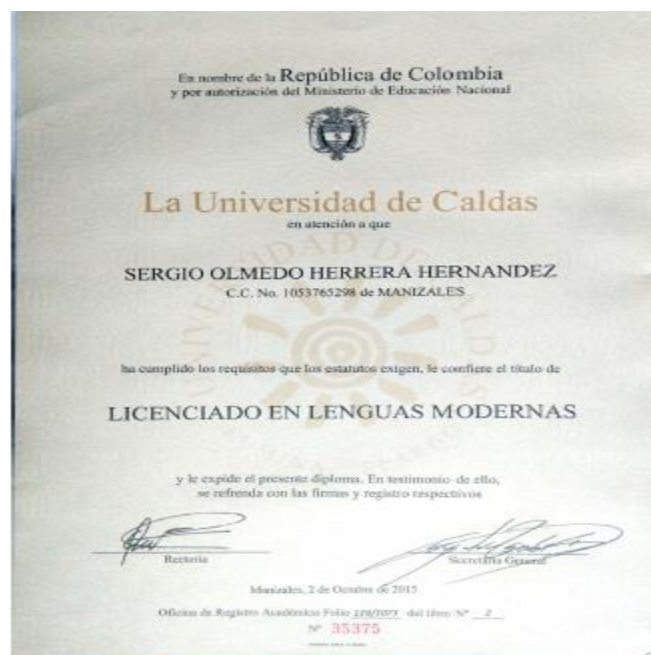 En nombre de la República de Colombia
y por autorización del Ministerio de Educación Nacional
La Universidad de Caldas
en atención a que
SERGIO OLMEDO HERRERA HERNANDEZ
C.C. No. 1053765298 de MANIZALES
ha cumplido los requisitos que los estatutos exigen, le confiere el título de
LICENCIADO EN LENGUAS MODERNAS
y le expide el presente diploma. En testimonio de ello,
se refrenda con las firmas y registro respectivos
Rectoría
Secretaría General
Manizales, 2 de Octubre de 2015
Oficina de Registro Académico Folio del libro Nº 2
Nº 35375